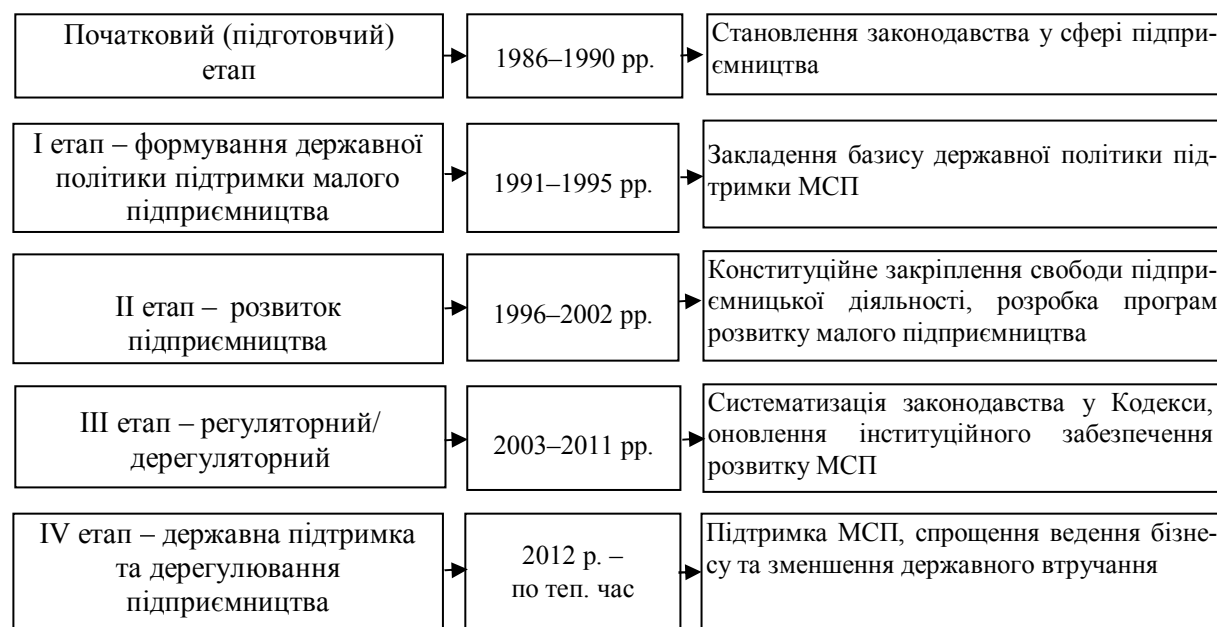 Початковий (підготовчий)
етап
1986–1990 рр.
Становлення законодавства у сфері підпри-
ємництва
І етап – формування державної
політики підтримки малого
підприємництва
1991–1995 рр.
Закладення базису державної політики під-
тримки МСП
ІІ етап – розвиток
підприємництва
1996–2002 рр.
Конституційне закріплення свободи підпри-
ємницької діяльності, розробка програм
розвитку малого підприємництва
ІІІ етап – регуляторний/
дерегуляторний
2003–2011 рр.
Систематизація законодавства у Кодекси,
оновлення інституційного забезпечення
розвитку МСП
IV етап – державна підтримка
та дерегулювання
підприємництва
2012 р. –
по теп. час
Підтримка МСП, спрощення ведення бізне-
су та зменшення державного втручання